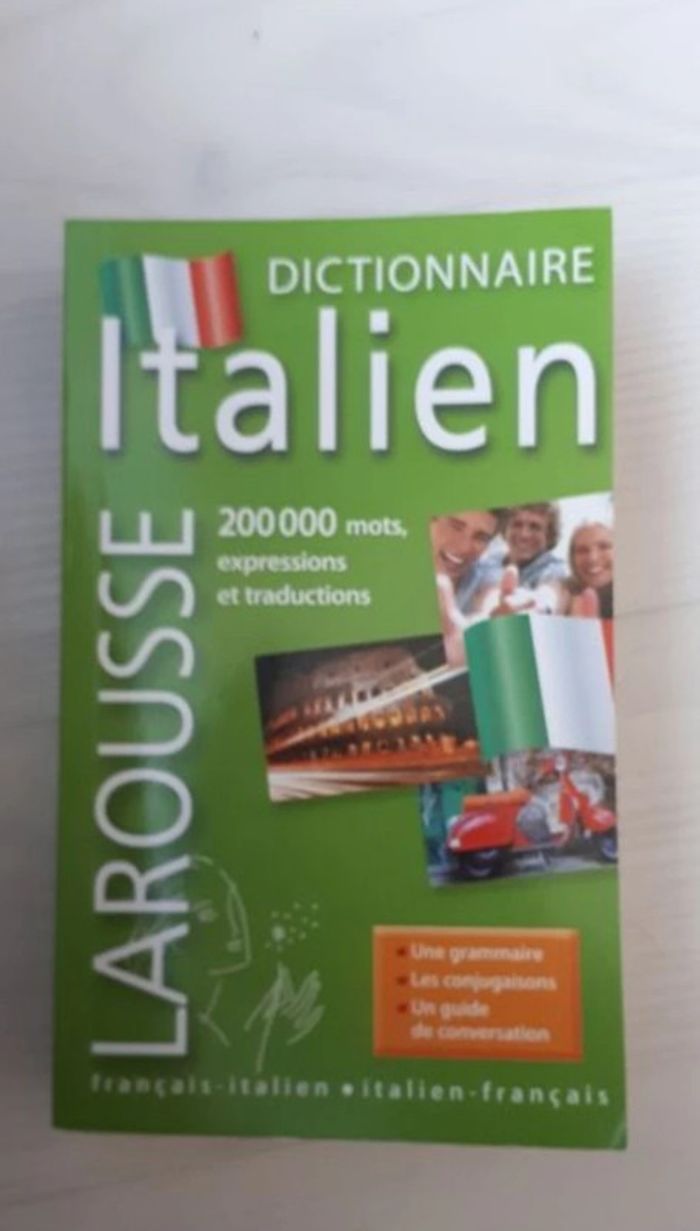 DICTIONNAIRE
Italien
LAROUSSE
200 000 mots,
expressions
et traductions
Une grammaire
Les conjugaisons
Un guide
de conversation
français-italien • italien-français